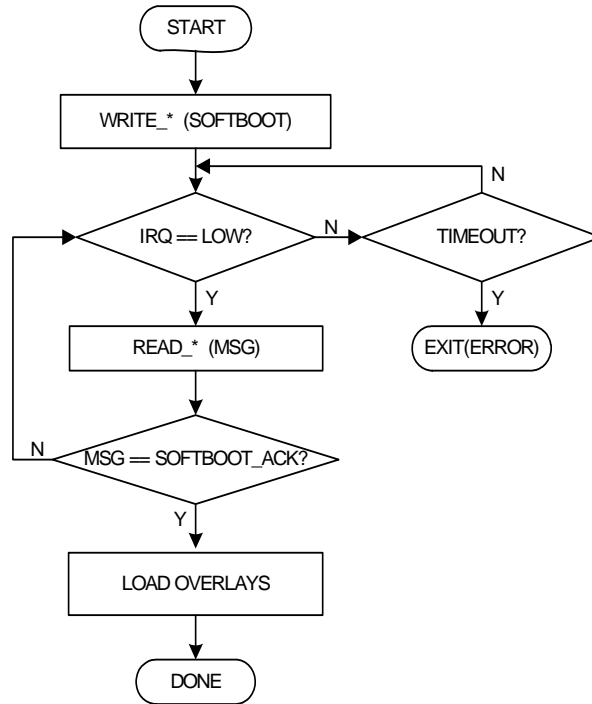 START
WRITE_* (SOFTBOOT)
N
IRQ == LOW?
N
TIMEOUT?
Y
Y
READ_* (MSG)
EXIT(ERROR)
N
MSG == SOFTBOOT_ACK?
Y
LOAD OVERLAYS
DONE